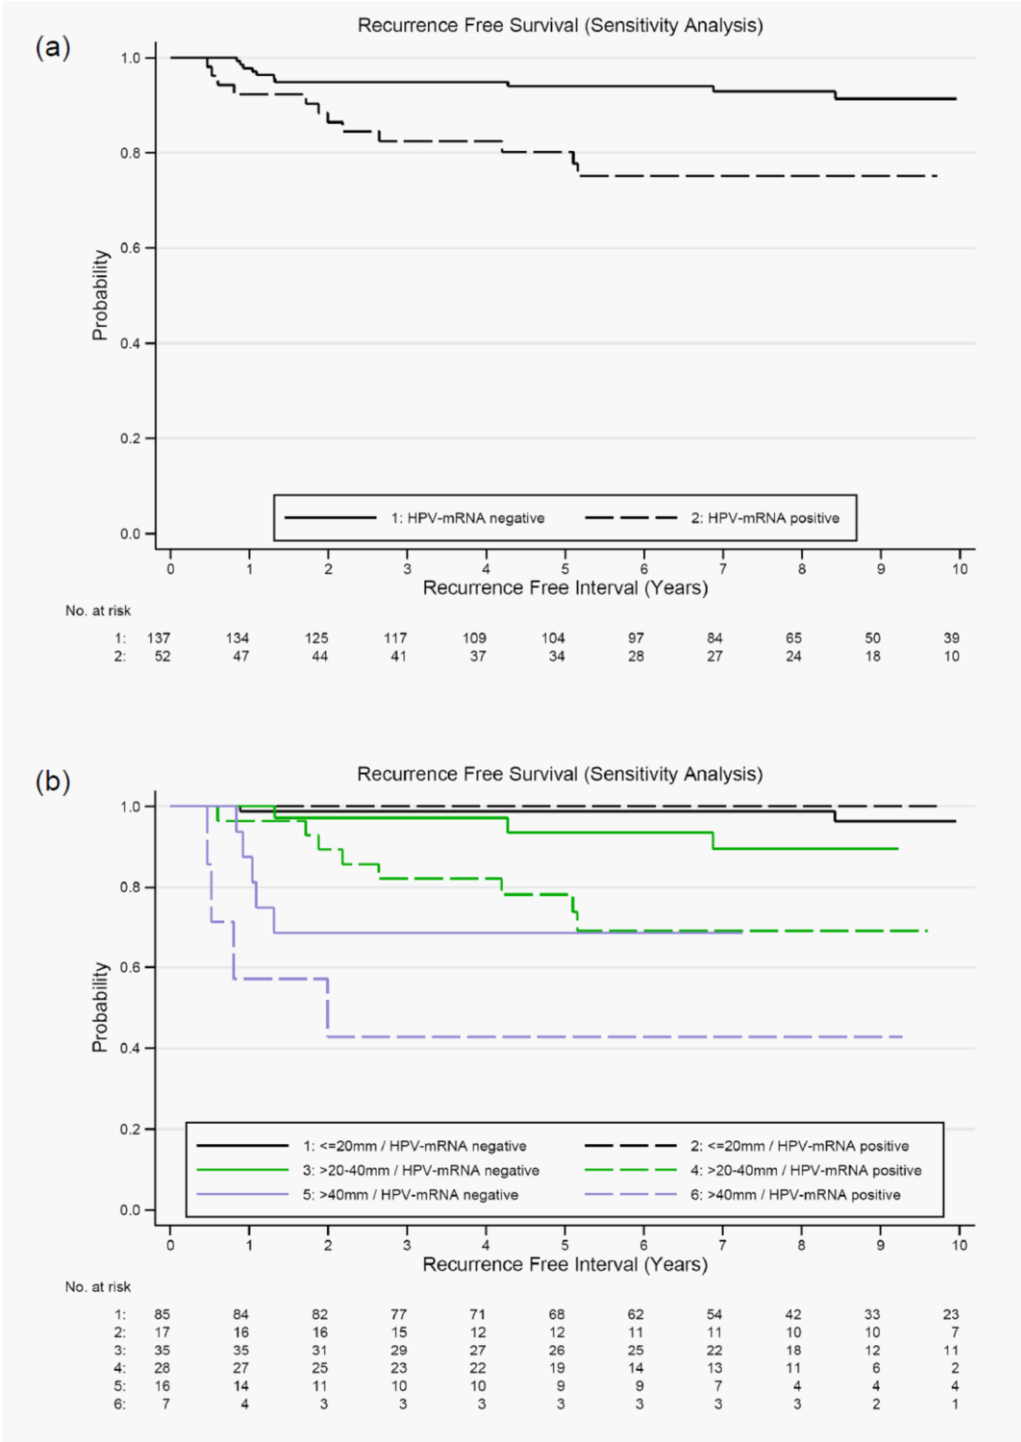 (a)
Recurrence Free Survival (Sensitivity Analysis)
1.0
0.8
0.6
0.4
0.2
0.0
Probability
1: HPV-mRNA negative 2: HPV-mRNA positive
0 1 2 3 4 5 6 7 8 9 10
Recurrence Free Interval (Years)
No. at risk
1: 137 134 125 117 109 104 97 84 65 50 39
2: 52 47 44 41 37 34 28 27 24 18 10
(b)
Recurrence Free Survival (Sensitivity Analysis)
1.0
0.8
0.6
0.4
0.2
0.0
Probability
1: <=20mm / HPV-mRNA negative 2: <=20mm / HPV-mRNA positive
3: >20-40mm / HPV-mRNA negative 4: >20-40mm / HPV-mRNA positive
5: >40mm / HPV-mRNA negative 6: >40mm / HPV-mRNA positive
0 1 2 3 4 5 6 7 8 9 10
Recurrence Free Interval (Years)
No. at risk
1: 85 84 82 77 71 68 62 54 42 33 23
2: 17 16 16 15 12 12 11 11 10 10 7
3: 35 35 31 29 27 26 25 22 18 12 11
4: 28 27 25 23 22 19 14 13 11 6 2
5: 16 14 11 10 10 9 9 7 4 4 4
6: 7 4 3 3 3 3 3 3 3 2 1